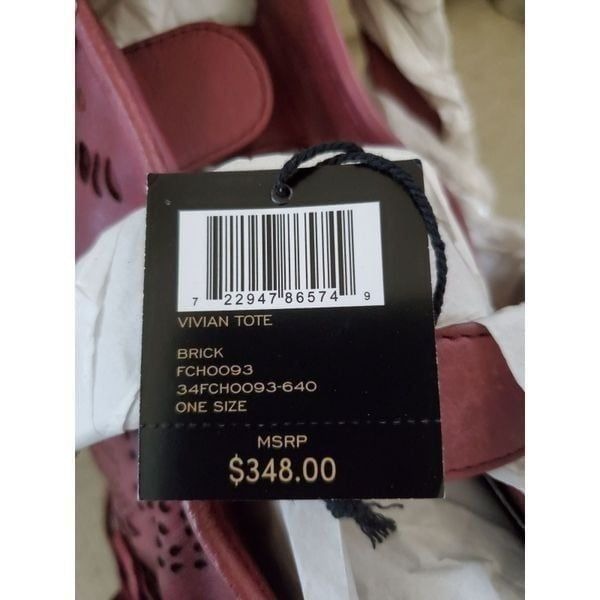 7 22947 86574 9
VIVIAN TOTE
BRICK
FCH0093
34FCH0093-640
ONE SIZE
MSRP
$348.00